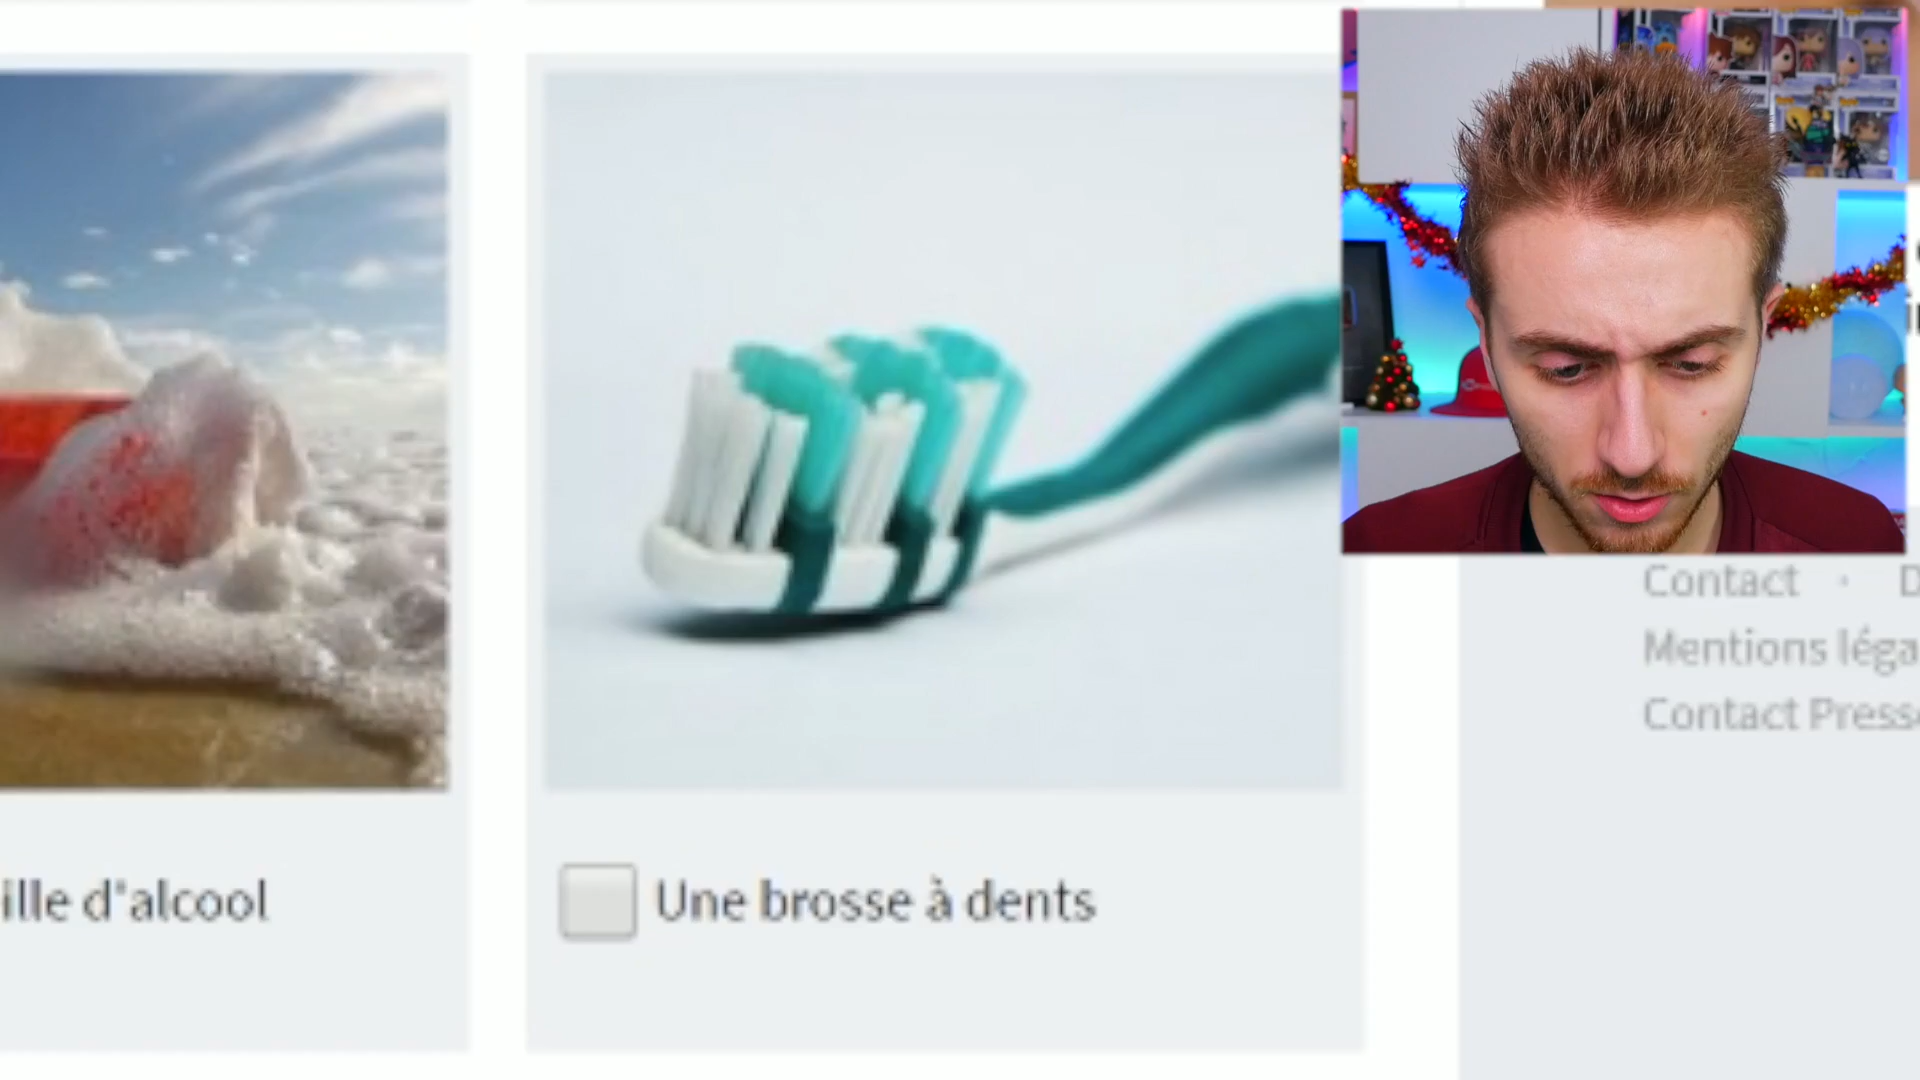 ille d'alcool
Une brosse à dents
Contact · D
Mentions léga
Contact Press